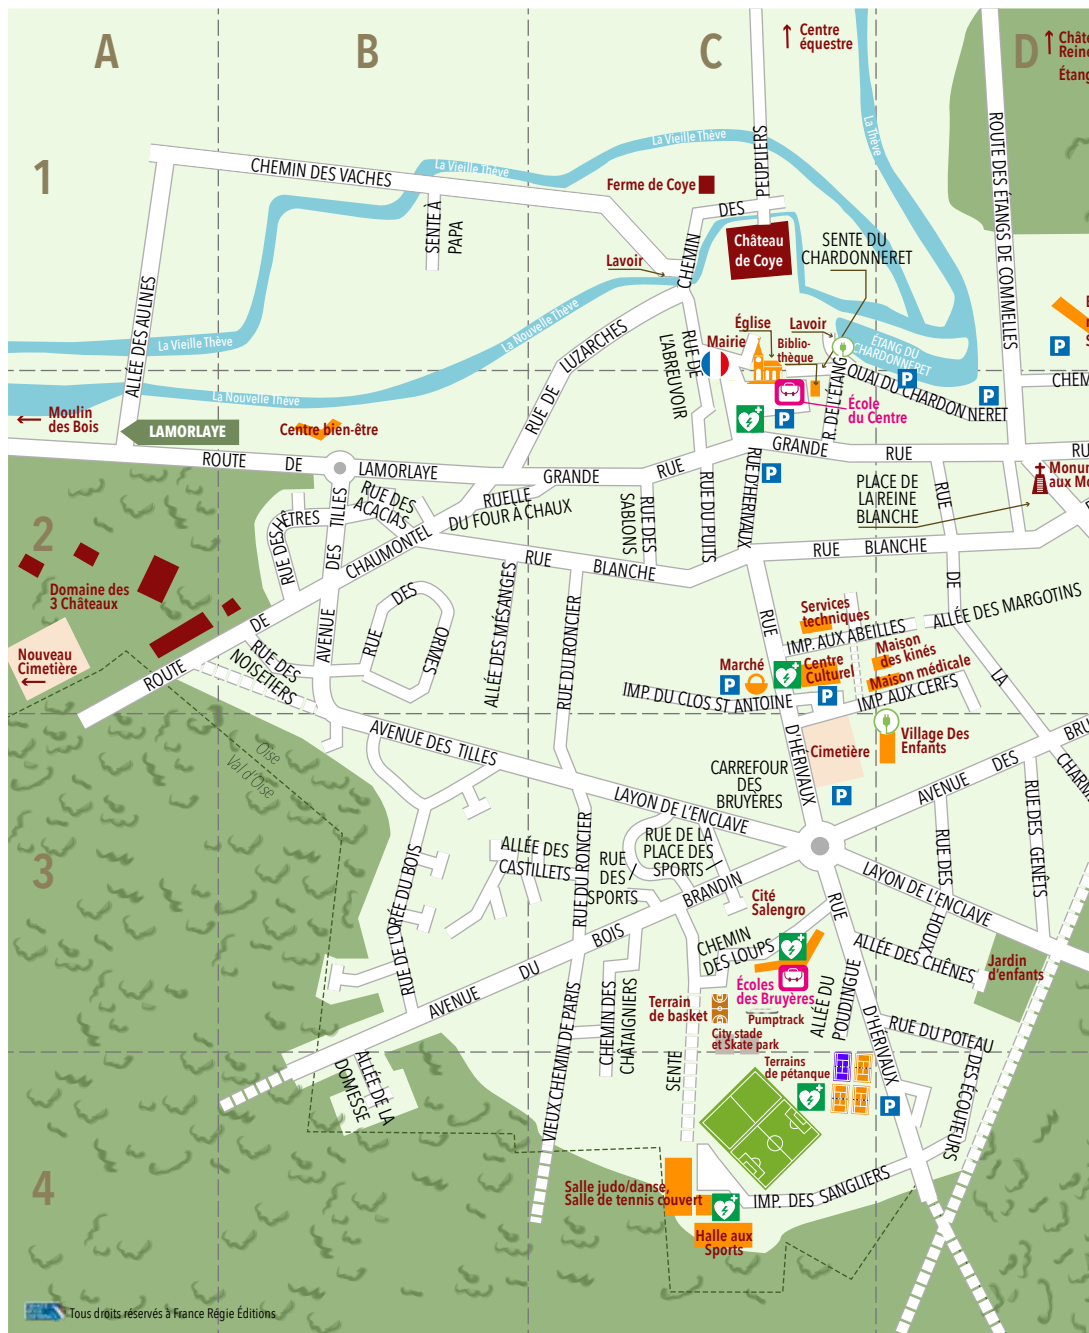 A
B
C
D
1
2
3
4
Centre
équestre
La Thève
La Vieille Thève
La Vieille Thève
CHEMIN DES VACHES
SENTE À
PAPA
Ferme de Coye
PEUPLIERS
DES
CHEMIN
Château
de Coye
SENTE DU
CHARDONNERET
ROUTE DES ÉTANGS DE COMMELLES
Lavoir
La Nouvelle Thève
La Vieille Thève
ALLÉE DES AULNES
RUE DE LUZARCHES
RUE DE
L'ABREUVOIR
Église
Lavoir
Mairie
Biblio-
thèque
ÉTANG DU
CHARDONNERET
QUAI DU CHARDONNERET
R. DE L'ÉTANG
P
P
P
P
P
École
du Centre
La Nouvelle Thève
Moulin
des Bois
LAMORLAYE
Centre bien-être
ROUTE DE LAMORLAYE
GRANDE RUE
GRANDE RUE
RUELLE
DU FOUR À CHAUX
RUE DES
ACACIAS
RUE DES HÊTRES
AVENUE DES TILLES
RUE DES
SABLONS
RUE DU PUITS
RUE D'HERIVAUX
PLACE DE
LA REINE
BLANCHE
RUE DE LA
ROUTE DE CHAUMONTEL
RUE BLANCHE
RUE BLANCHE
Domaine des
3 Châteaux
Nouveau
Cimetière
RUE DES
NOISETIERS
RUE DES ORMES
ALLÉE DES MÉSANGES
RUE DU RONCIER
Services
techniques
IMP. AUX ABEILLES
ALLÉE DES MARGOTINS
Maison
des kinés
Maison médicale
Marché
P
Centre
Culturel
P
IMP. DU CLOS ST ANTOINE
IMP. AUX CERFS
RUE D'HÉRIVAUX
Cimetière
P
Village Des
Enfants
AVENUE DES TILLES
Oise
Val d'Oise
CARREFOUR
DES
BRUYÈRES
LAYON DE L'ENCLAVE
AVENUE DES
RUE DES GENÊTS
RUE DES HOUX
ALLÉE DES
CASTILLETS
RUE
DES
SPORTS
RUE DE LA
PLACE DES
SPORTS
RUE DU RONCIER
RUE DE L'ORÉE DU BOIS
AVENUE DU BOIS BRANDIN
LAYON DE L'ENCLAVE
Cité
Salengro
CHEMIN
DES LOUPS
ALLÉE DES CHÊNES
Jardin
d'enfants
Écoles
des Bruyères
ALLÉE DU
POUDINGUE
RUE D'HÉRIVAUX
Terrain
de basket
Pumptrack
City stade
et Skate park
RUE DU POTEAU
CHEMIN DES
CHÂTAIGNIERS
VIEUX CHEMIN DE PARIS
SENTE
Terrains
de pétanque
P
DES ÉCOUTEURS
ALLÉE DE LA
DOMESSE
Salle judo/danse,
Salle de tennis couvert
IMP. DES SANGLIERS
Halle aux
Sports
Tous droits réservés à France Régie Éditions